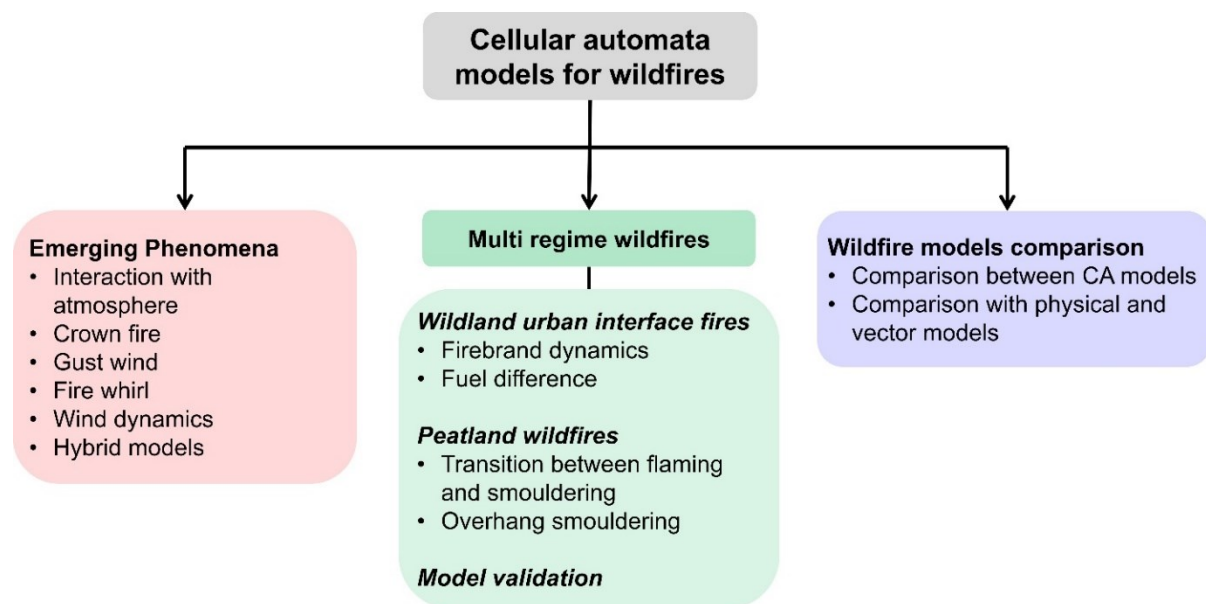 Cellular automata
models for wildfires
Emerging Phenomena
• Interaction with
atmosphere
• Crown fire
• Gust wind
• Fire whirl
• Wind dynamics
• Hybrid models
Multi regime wildfires
Wildland urban interface fires
• Firebrand dynamics
• Fuel difference
Peatland wildfires
• Transition between flaming
and smouldering
• Overhang smouldering
Model validation
Wildfire models comparison
• Comparison between CA models
• Comparison with physical and
vector models